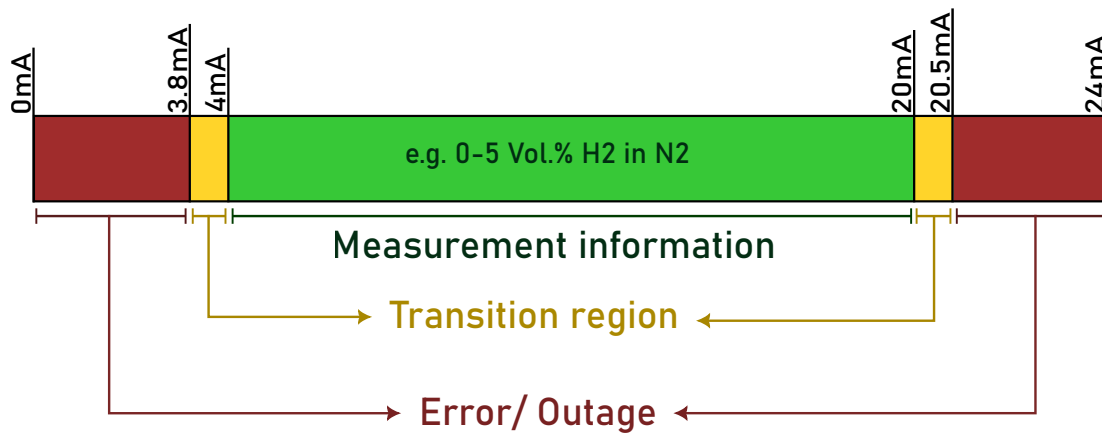 0mA
3.8mA
4mA
20mA
20.5mA
24mA
e.g. 0-5 Vol.% H2 in N2
Measurement information
Transition region
Error/ Outage